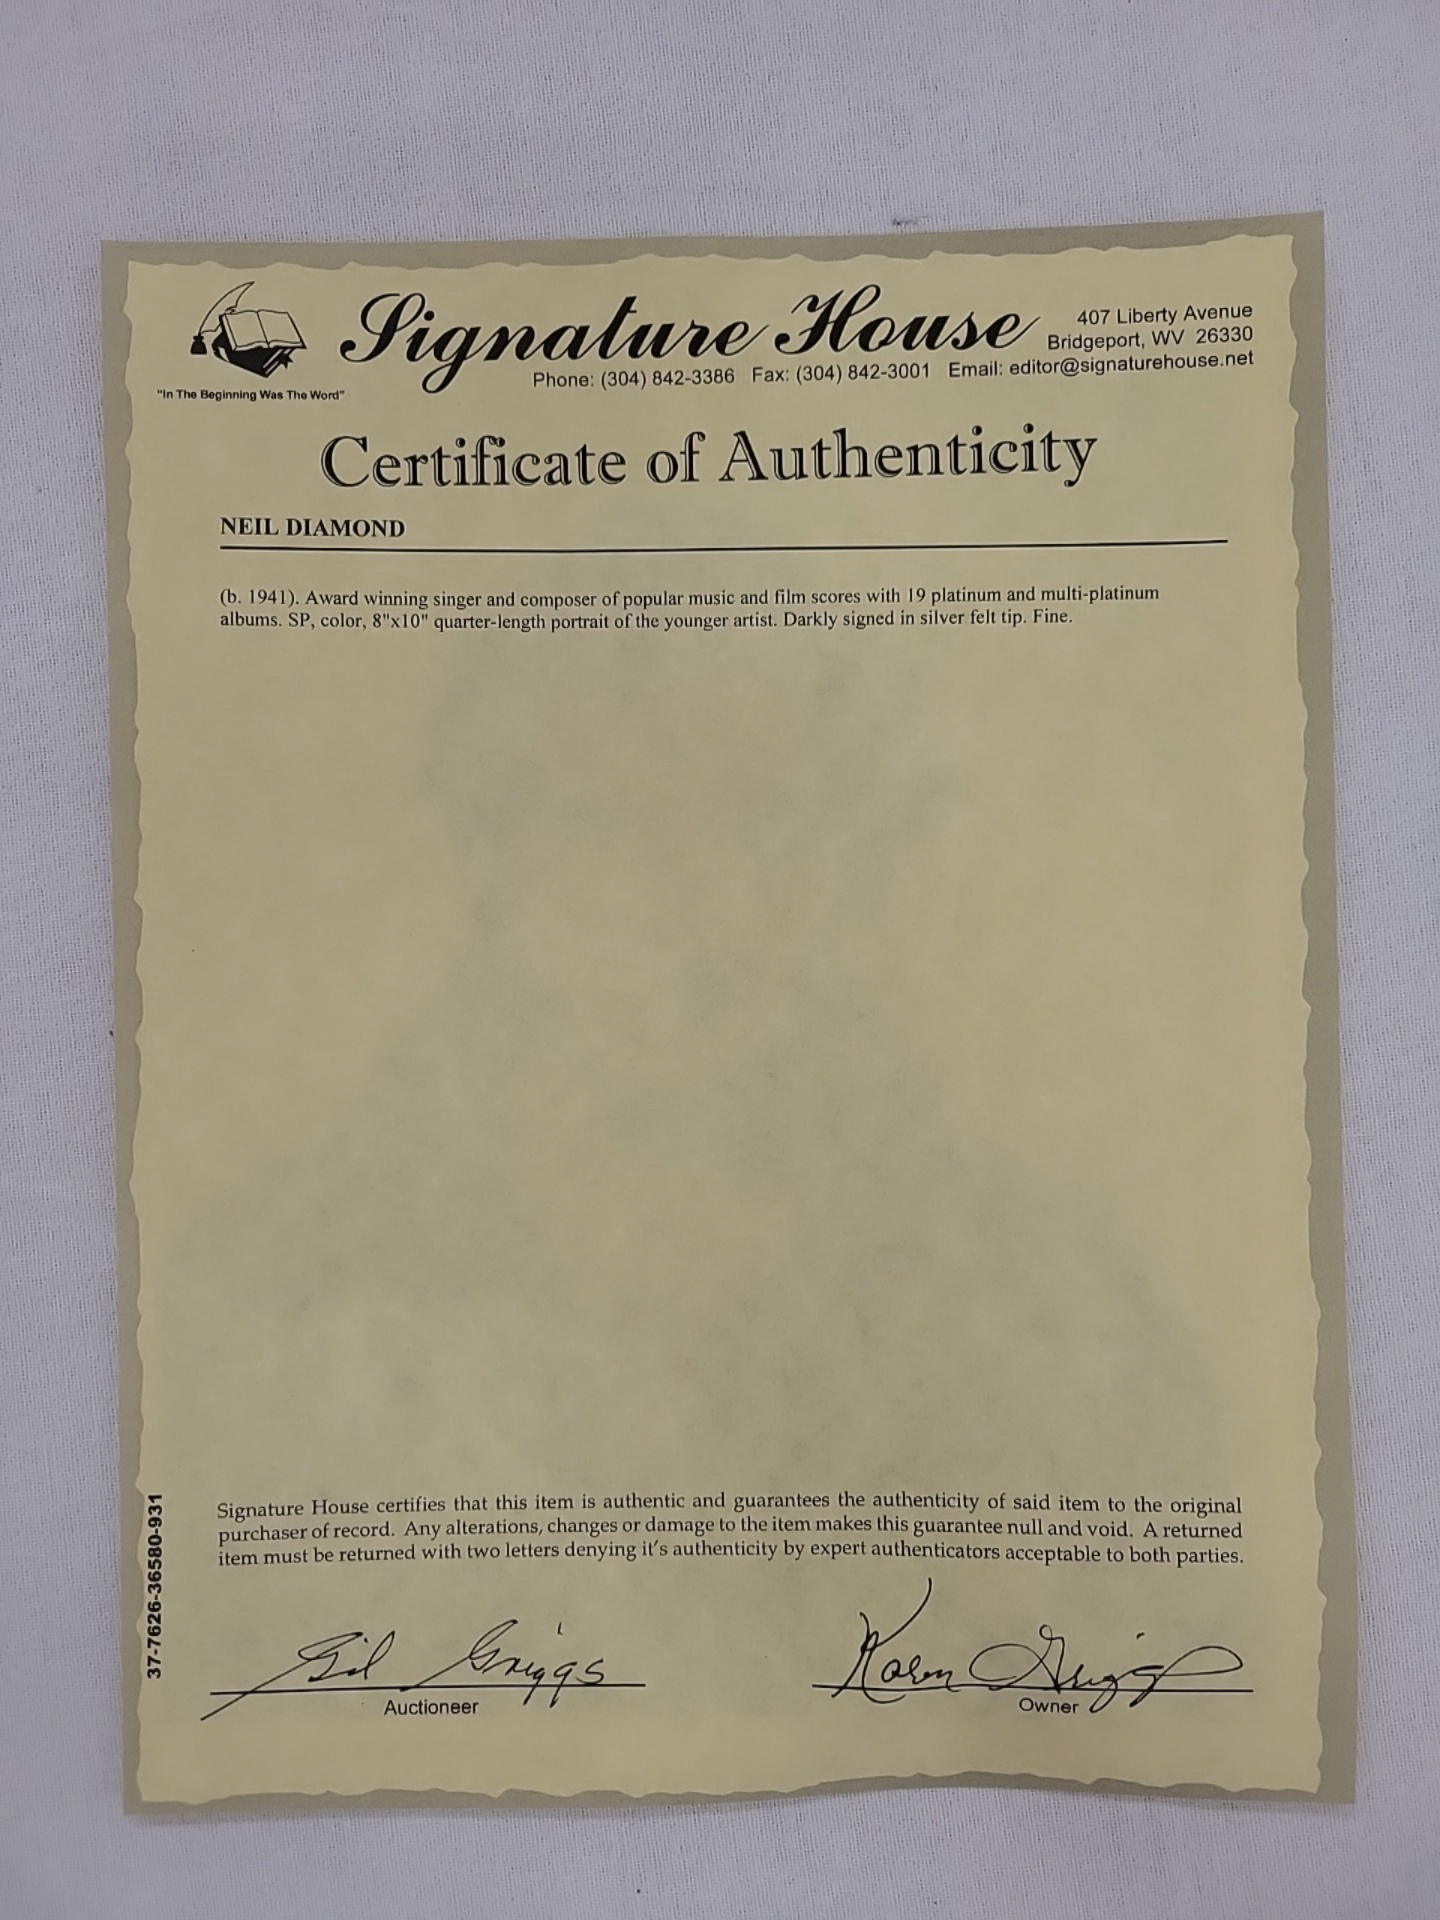 Signature House
407 Liberty Avenue
Bridgeport, WV 26330
Phone: (304) 842-3386 Fax: (304) 842-3001 Email: editor@signaturehouse.net
"In The Beginning Was The Word"
Certificate of Authenticity
NEIL DIAMOND
(b. 1941). Award winning singer and composer of popular music and film scores with 19 platinum and multi-platinum
albums. SP, color, 8"x10" quarter-length portrait of the younger artist. Darkly signed in silver felt tip. Fine.
Signature House certifies that this item is authentic and guarantees the authenticity of said item to the original
purchaser of record. Any alterations, changes or damage to the item makes this guarantee null and void. A returned
item must be returned with two letters denying it's authenticity by expert authenticators acceptable to both parties.
37-7626-36580-931
Gil Griggs
Auctioneer
Karen Griggs
Owner